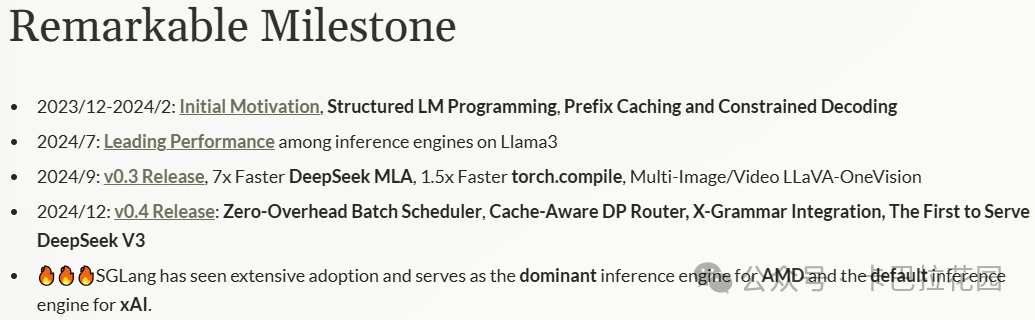 Remarkable Milestone
• 2023/12-2024/2: Initial Motivation, Structured LM Programming, Prefix Caching and Constrained Decoding
• 2024/7: Leading Performance among inference engines on Llama3
• 2024/9: v0.3 Release, 7x Faster DeepSeek MLA, 1.5x Faster torch.compile, Multi-Image/Video LLaVA-OneVision
• 2024/12: v0.4 Release: Zero-Overhead Batch Scheduler, Cache-Aware DP Router, X-Grammar Integration, The First to Serve
DeepSeek V3
• 🔥🔥🔥SGLang has seen extensive adoption and serves as the dominant inference engine for AMD and the default inference
engine for xAI.
公众号 · 卡巴拉花园